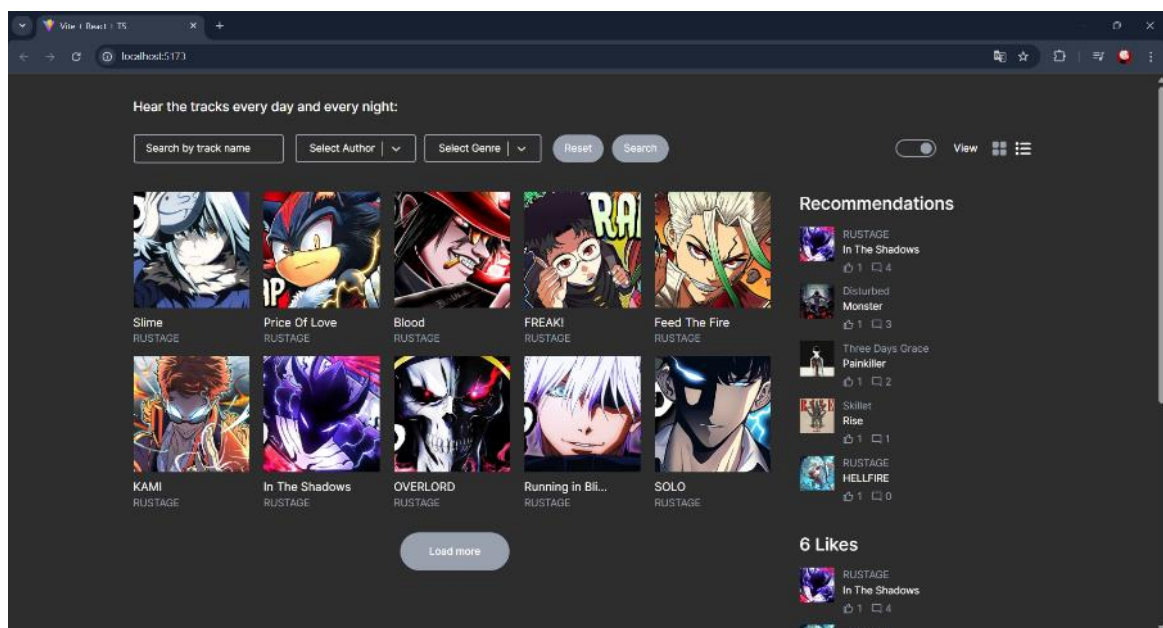 Vite + React + TS
localhost:5173
Hear the tracks every day and every night:
Search by track name
Select Author
Select Genre
Reset
Search
View
Slime
RUSTAGE
Price Of Love
RUSTAGE
Blood
RUSTAGE
FREAK!
RUSTAGE
Feed The Fire
RUSTAGE
KAMI
RUSTAGE
In The Shadows
RUSTAGE
OVERLORD
RUSTAGE
Running in Bli...
RUSTAGE
SOLO
RUSTAGE
Load more
Recommendations
RUSTAGE
In The Shadows
1 4
Disturbed
Monster
1 3
Three Days Grace
Painkiller
1 2
Skillet
Rise
1 1
RUSTAGE
HELLFIRE
1 0
6 Likes
RUSTAGE
In The Shadows
1 4